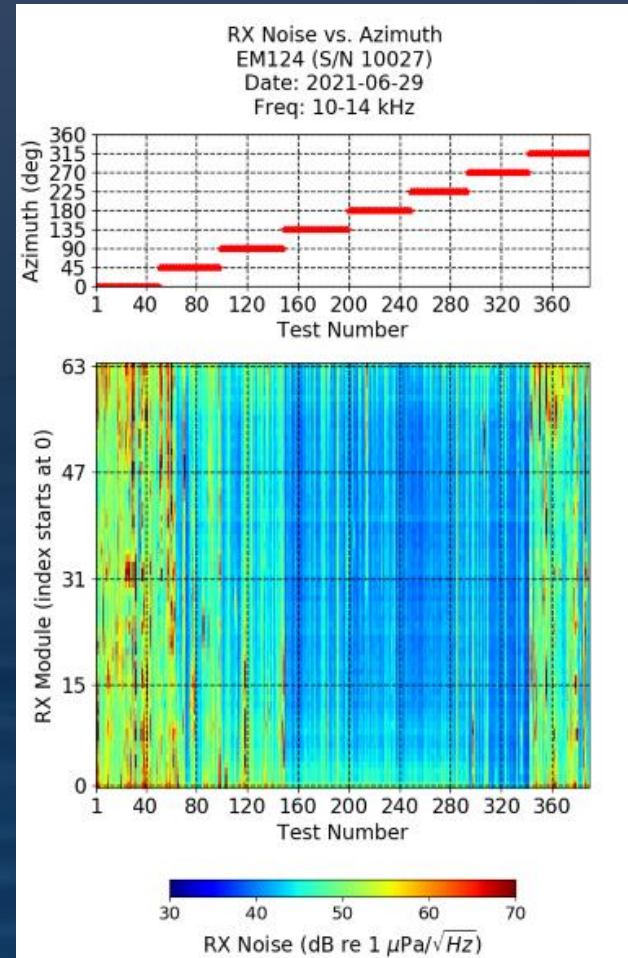 RX Noise vs. Azimuth
EM124 (S/N 10027)
Date: 2021-06-29
Freq: 10-14 kHz
360
315
270
225
180
135
90
45
0
Azimuth (deg)
1 40 80 120 160 200 240 280 320 360
Test Number
63
47
31
15
0
RX Module (index starts at 0)
1 40 80 120 160 200 240 280 320 360
Test Number
30 40 50 60 70
RX Noise (dB re 1 μPa/√Hz)